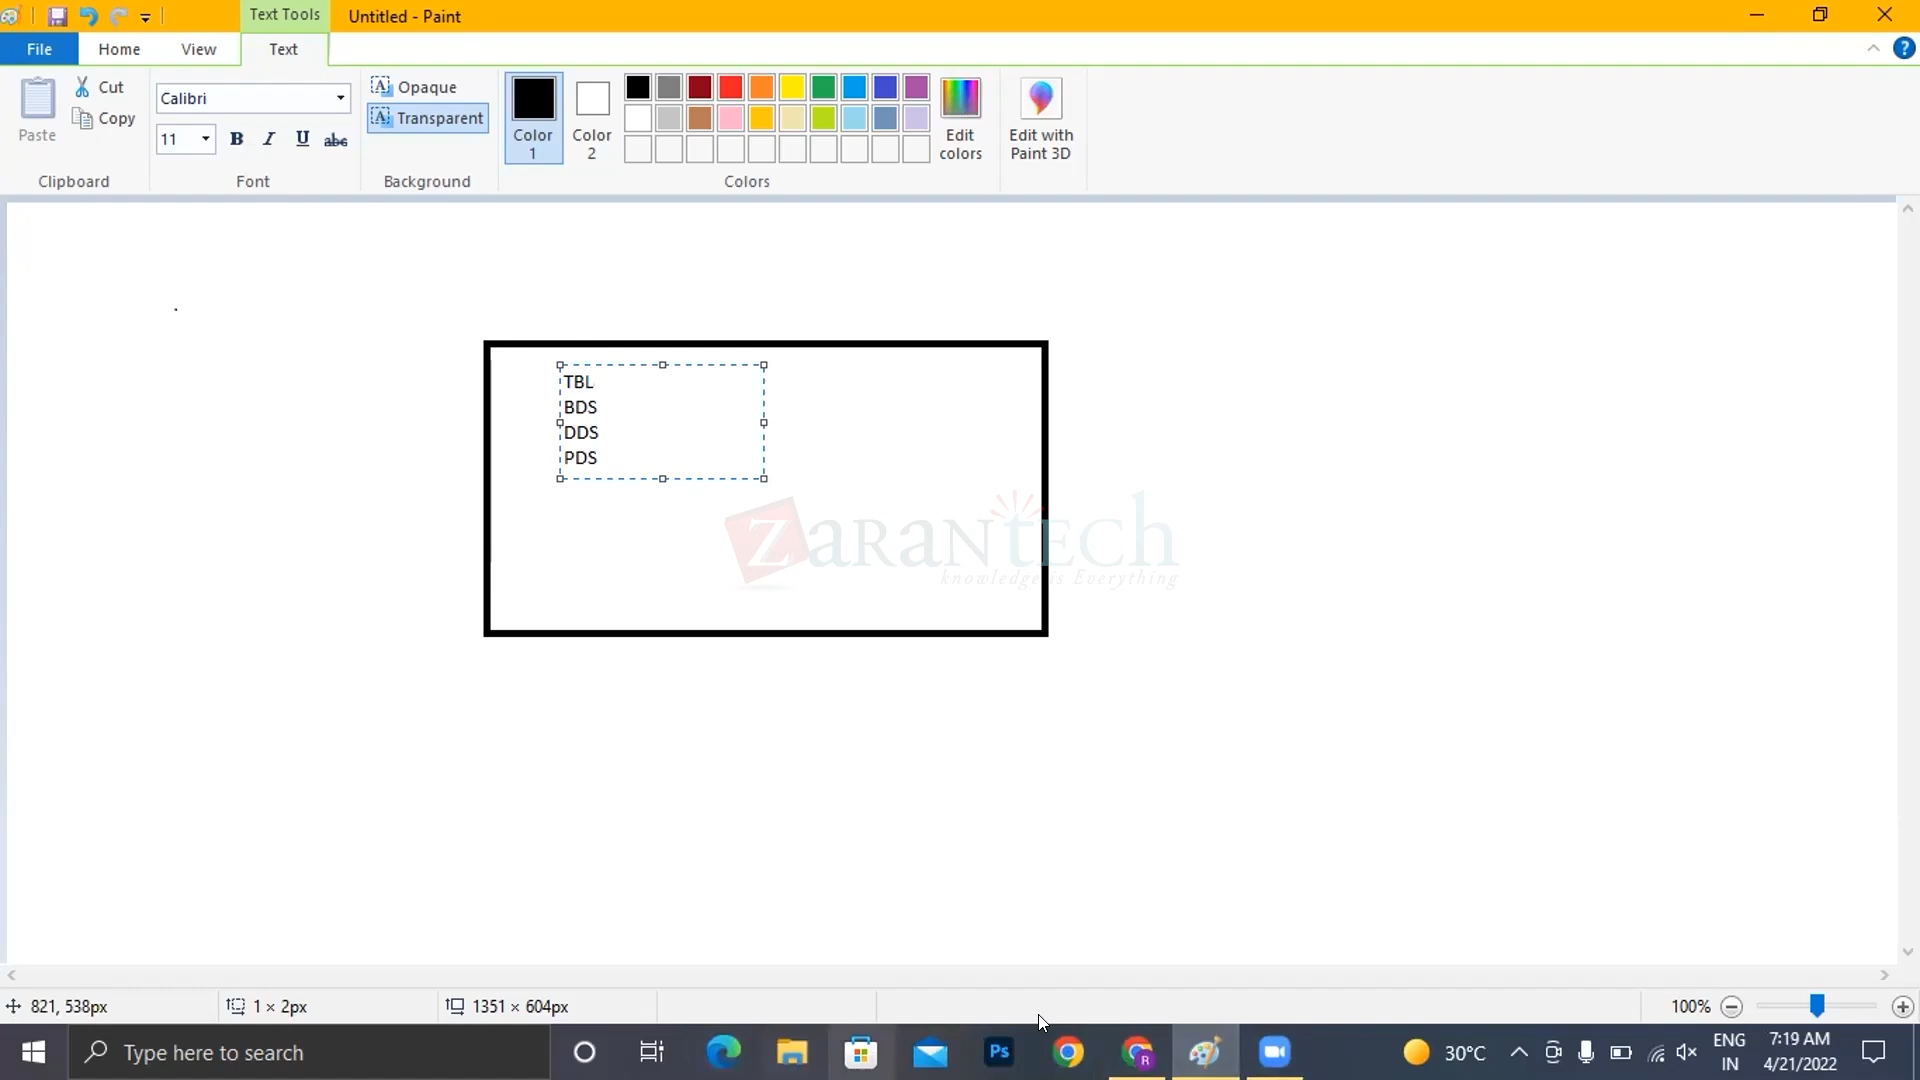 Text Tools
Untitled - Paint
File
Home
View
Text
?
Paste
Cut
Copy
Clipboard
Calibri
11
B I U abc
Font
Opaque
Transparent
Background
Color 1
Color 2
Edit colors
Colors
Edit with Paint 3D
TBL
BDS
DDS
PDS
ZARANTECH
knowledge is Everything
821, 538px
1 × 2px
1351 × 604px
100%
Type here to search
Ps
R
30°C
ENG
IN
7:19 AM
4/21/2022